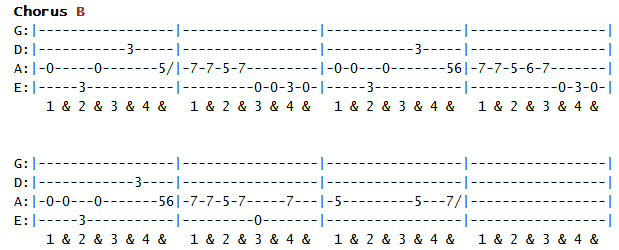 Chorus B
G:|-----------------|-----------------|-----------------|-----------------|
D:|-----------3-----|-----------------|-----------3-----|-----------------|
A:|-0-----0-------5/|-7-7-5-7---------|-0-0---0-------56|-7-7-5-6-7-------|
E:|-----3-----------|---------0-0-3-0-|-----3-----------|-----------0-3-0-|
1 & 2 & 3 & 4 & 1 & 2 & 3 & 4 & 1 & 2 & 3 & 4 & 1 & 2 & 3 & 4 &
G:|-----------------|-----------------|-----------------|-----------------|
D:|------------3----|-----------------|-----------------|-----------------|
A:|-0-0---0-------56|-7-7-5-7-----7---|-5---------5---7/|-----------------|
E:|-----3-----------|---------0-------|-----------------|-----------------|
1 & 2 & 3 & 4 & 1 & 2 & 3 & 4 & 1 & 2 & 3 & 4 & 1 & 2 & 3 & 4 &